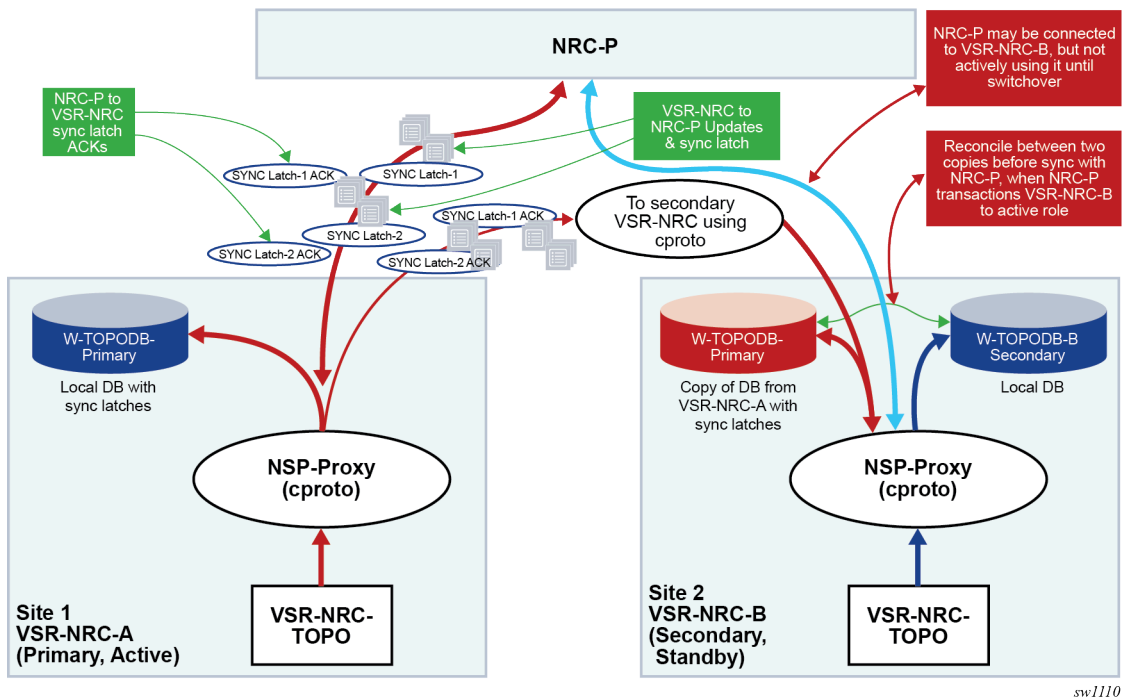 NRC-P
NRC-P may be connected
to VSR-NRC-B, but not
actively using it until
switchover
NRC-P to
VSR-NRC
sync latch
ACKs
VSR-NRC to
NRC-P Updates
& sync latch
Reconcile between two
copies before sync with
NRC-P, when NRC-P
transactions VSR-NRC-B
to active role
SYNC Latch-1 ACK
SYNC Latch-1
SYNC Latch-1 ACK
SYNC Latch-2
SYNC Latch-2 ACK
SYNC Latch-2 ACK
To secondary
VSR-NRC using
cproto
W-TOPODB-
Primary
Local DB with
sync latches
W-TOPODB-
Primary
Copy of DB from
VSR-NRC-A with
sync latches
W-TOPODB-B
Secondary
Local DB
NSP-Proxy
(cproto)
NSP-Proxy
(cproto)
Site 1
VSR-NRC-A
(Primary, Active)
VSR-NRC-
TOPO
Site 2
VSR-NRC-B
(Secondary,
Standby)
VSR-NRC-
TOPO
sw1110